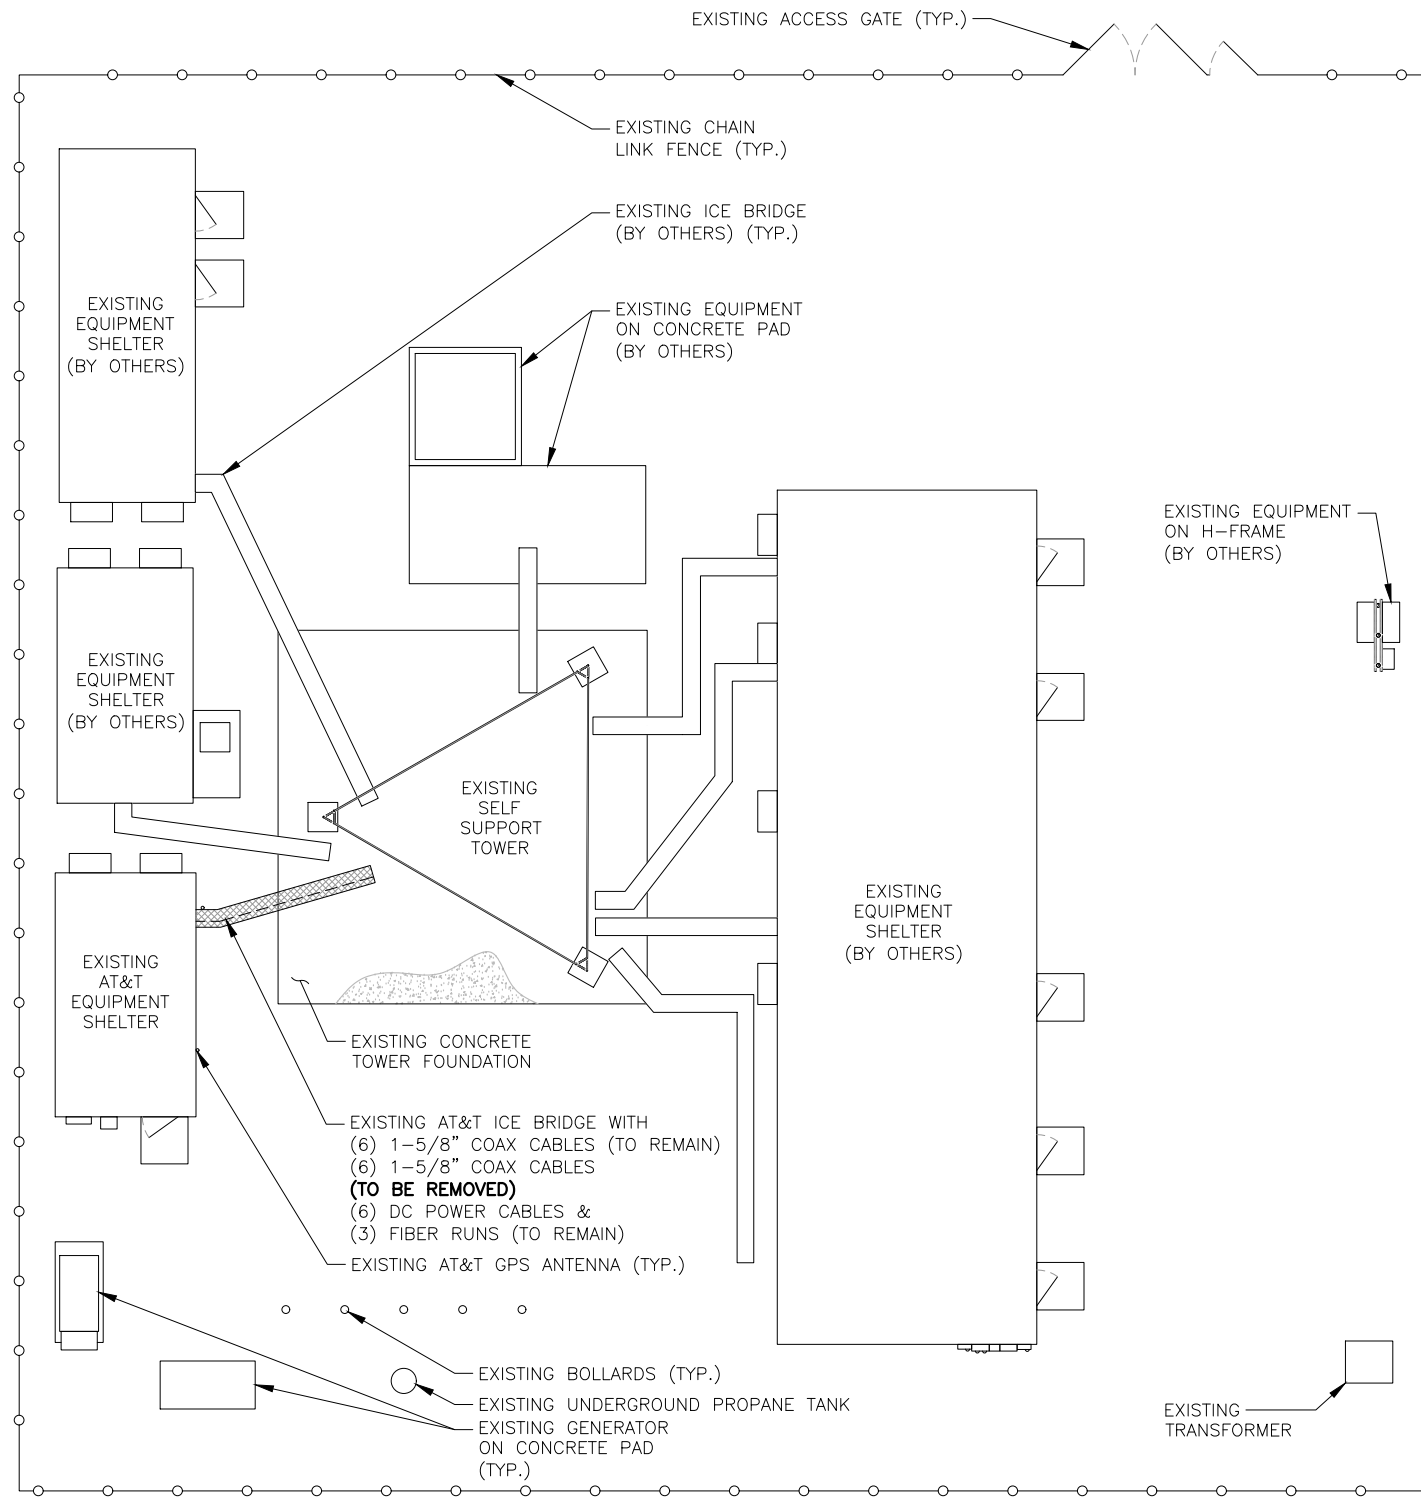 EXISTING ACCESS GATE (TYP.)
EXISTING CHAIN
LINK FENCE (TYP.)
EXISTING ICE BRIDGE
(BY OTHERS) (TYP.)
EXISTING EQUIPMENT
ON CONCRETE PAD
(BY OTHERS)
EXISTING
EQUIPMENT
SHELTER
(BY OTHERS)
EXISTING EQUIPMENT
ON H-FRAME
(BY OTHERS)
EXISTING
EQUIPMENT
SHELTER
(BY OTHERS)
EXISTING
SELF
SUPPORT
TOWER
EXISTING
EQUIPMENT
SHELTER
(BY OTHERS)
EXISTING
AT&T
EQUIPMENT
SHELTER
EXISTING CONCRETE
TOWER FOUNDATION
EXISTING AT&T ICE BRIDGE WITH
(6) 1-5/8" COAX CABLES (TO REMAIN)
(6) 1-5/8" COAX CABLES
(TO BE REMOVED)
(6) DC POWER CABLES &
(3) FIBER RUNS (TO REMAIN)
EXISTING AT&T GPS ANTENNA (TYP.)
EXISTING BOLLARDS (TYP.)
EXISTING UNDERGROUND PROPANE TANK
EXISTING GENERATOR
ON CONCRETE PAD
(TYP.)
EXISTING
TRANSFORMER